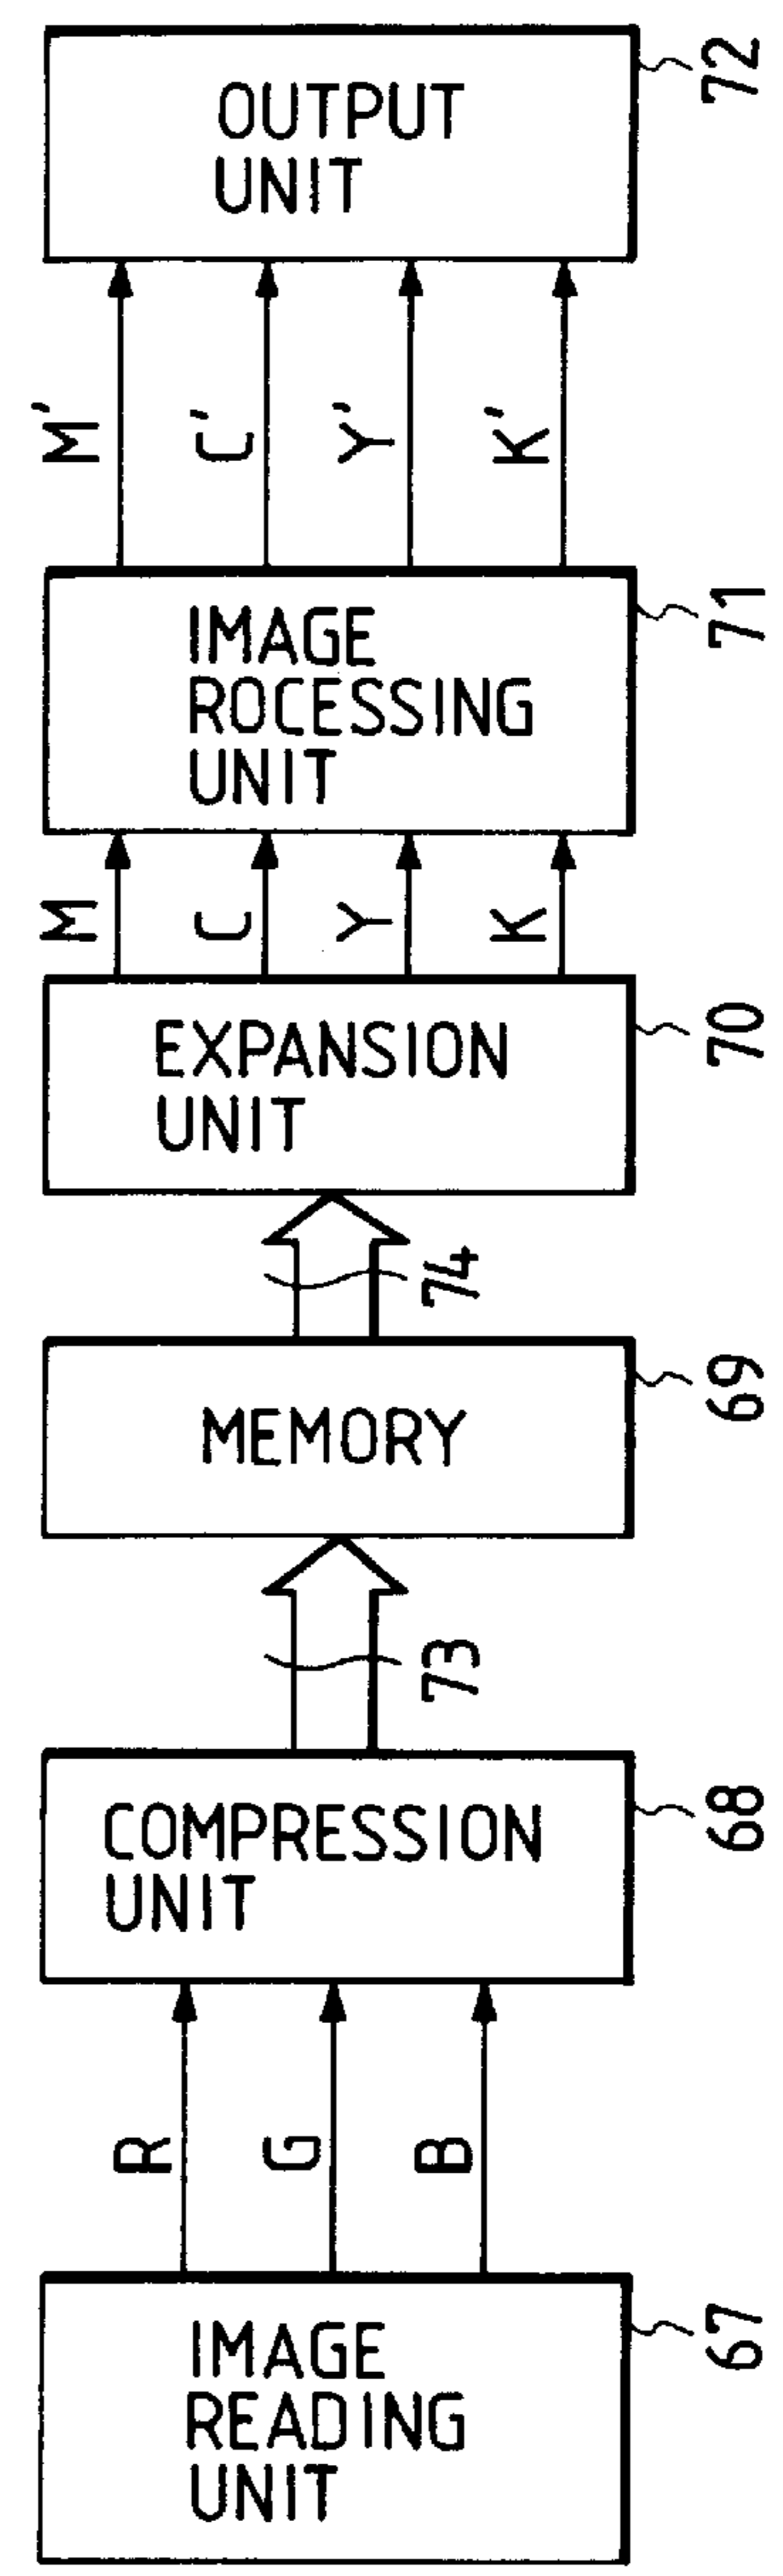 OUTPUT
UNIT
72
M'
C'
Y'
K'
IMAGE
ROCESSING
UNIT
71
M
C
Y
K
EXPANSION
UNIT
70
74
MEMORY
69
73
COMPRESSION
UNIT
68
R
G
B
IMAGE
READING
UNIT
67